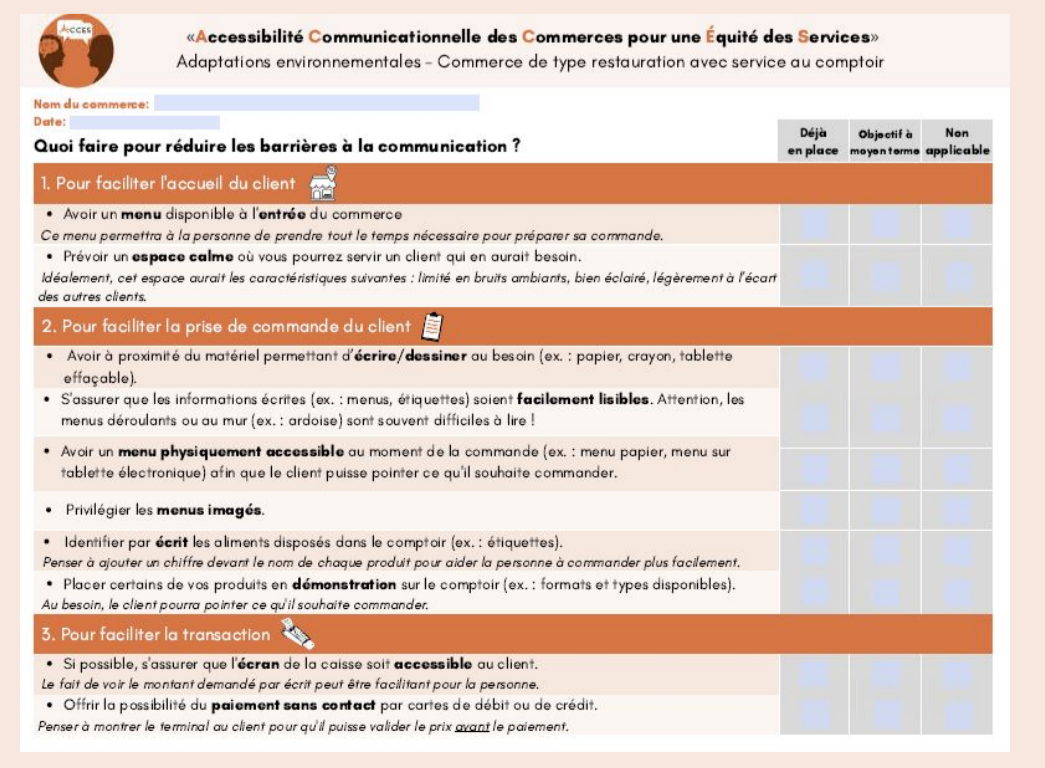 ACCES
«Accessibilité Communicationnelle des Commerces pour une Équité des Services»
Adaptations environnementales - Commerce de type restauration avec service au comptoir
Nom du commerce:
Date:
Quoi faire pour réduire les barrières à la communication ?
Déjà en place
Objectif à moyen terme
Non applicable
1. Pour faciliter l'accueil du client
• Avoir un menu disponible à l'entrée du commerce
Ce menu permettra à la personne de prendre tout le temps nécessaire pour préparer sa commande.
• Prévoir un espace calme où vous pourrez servir un client qui en aurait besoin.
Idéalement, cet espace aurait les caractéristiques suivantes : limité en bruits ambiants, bien éclairé, légèrement à l'écart
des autres clients.
2. Pour faciliter la prise de commande du client
• Avoir à proximité du matériel permettant d'écrire/dessiner au besoin (ex. : papier, crayon, tablette
effaçable).
• S'assurer que les informations écrites (ex. : menus, étiquettes) soient facilement lisibles. Attention, les
menus déroulants ou au mur (ex. : ardoise) sont souvent difficiles à lire !
• Avoir un menu physiquement accessible au moment de la commande (ex. : menu papier, menu sur
tablette électronique) afin que le client puisse pointer ce qu'il souhaite commander.
• Privilégier les menus imagés.
• Identifier par écrit les aliments disposés dans le comptoir (ex. : étiquettes).
Penser à ajouter un chiffre devant le nom de chaque produit pour aider la personne à commander plus facilement.
• Placer certains de vos produits en démonstration sur le comptoir (ex. : formats et types disponibles).
Au besoin, le client pourra pointer ce qu'il souhaite commander.
3. Pour faciliter la transaction
• Si possible, s'assurer que l'écran de la caisse soit accessible au client.
Le fait de voir le montant demandé par écrit peut être facilitant pour la personne.
• Offrir la possibilité du paiement sans contact par cartes de débit ou de crédit.
Penser à montrer le terminal au client pour qu'il puisse valider le prix avant le paiement.